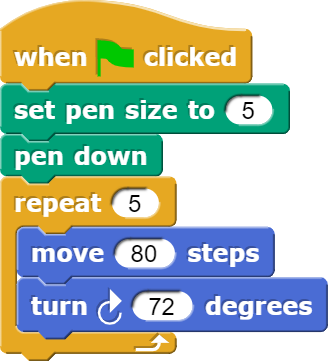 when clicked
set pen size to 5
pen down
repeat 5
move 80 steps
turn 72 degrees